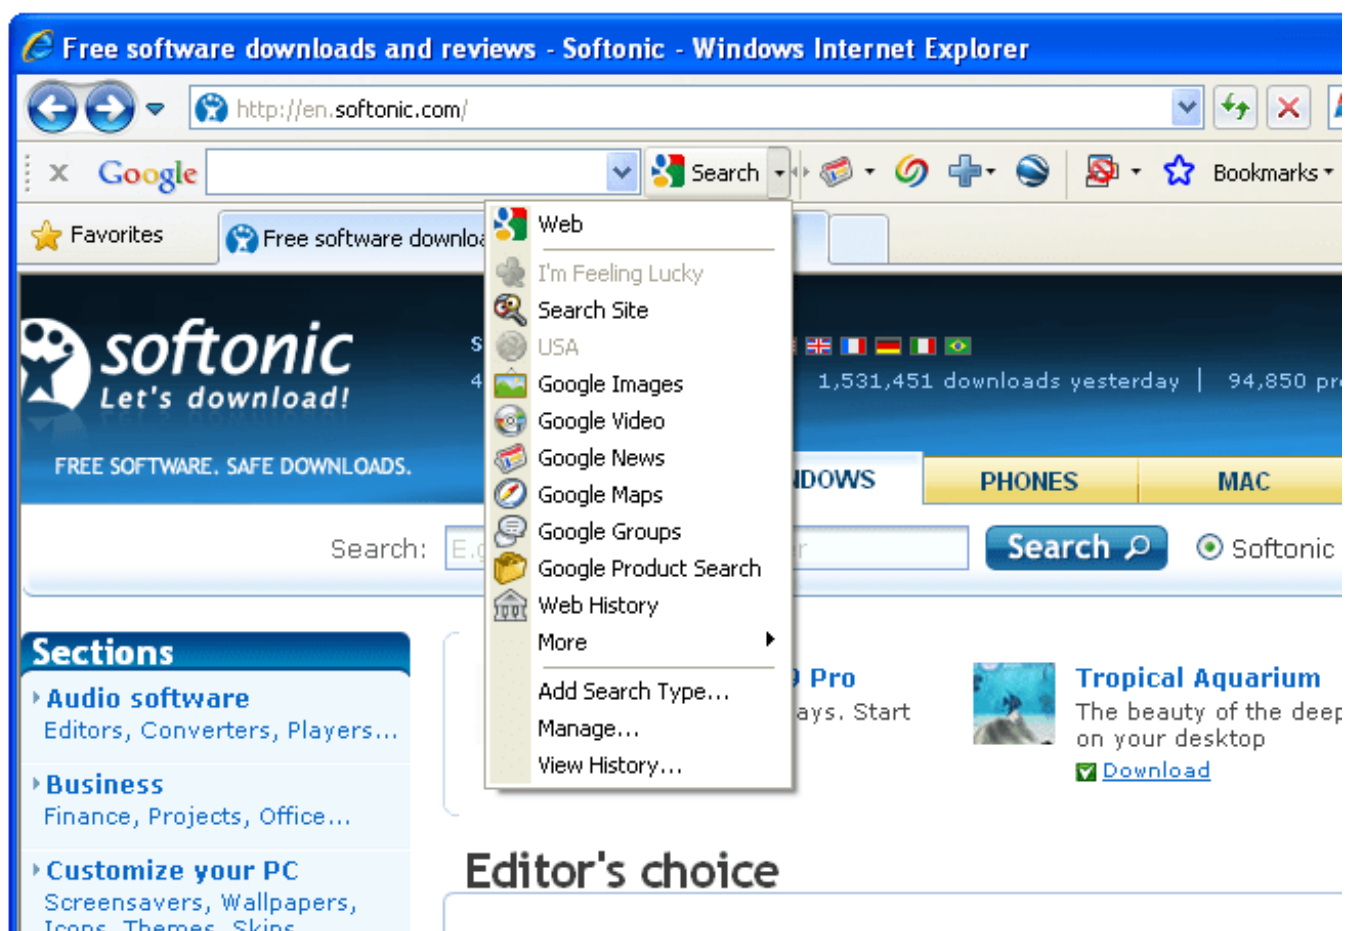 Free software downloads and reviews - Softonic - Windows Internet Explorer
http://en.softonic.com/
Google
Search
Bookmarks
Favorites
Free software
Web
I'm Feeling Lucky
Search Site
USA
Google Images
Google Video
Google News
Google Maps
Google Groups
Google Product Search
Web History
More
Add Search Type...
Manage...
View History...
softonic
Let's download!
FREE SOFTWARE. SAFE DOWNLOADS.
1,531,451 downloads yesterday | 94,850
PHONES
MAC
Search:
Search
Softonic
Sections
Audio software
Editors, Converters, Players...
Business
Finance, Projects, Office...
Customize your PC
Screensavers, Wallpapers,
Icons, Themes, Skins
Pro
Start
Tropical Aquarium
The beauty of the deep
on your desktop
Download
Editor's choice